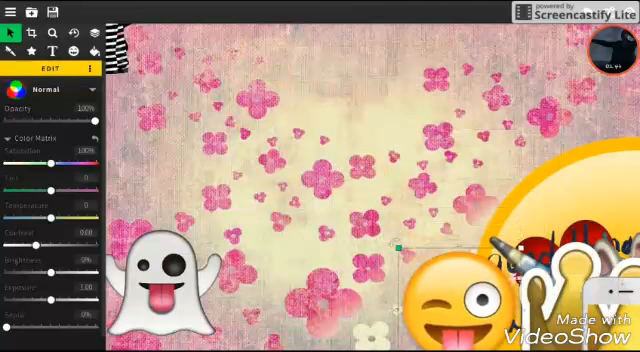 powered by
Screencastify Lite
EDIT
Normal
Opacity
100%
Color Matrix
Saturation
100%
Tint
0
Temperature
0
Contrast
0.00
Brightness
0%
Exposure
1.00
Sepia
0%
Made with
VideoShow